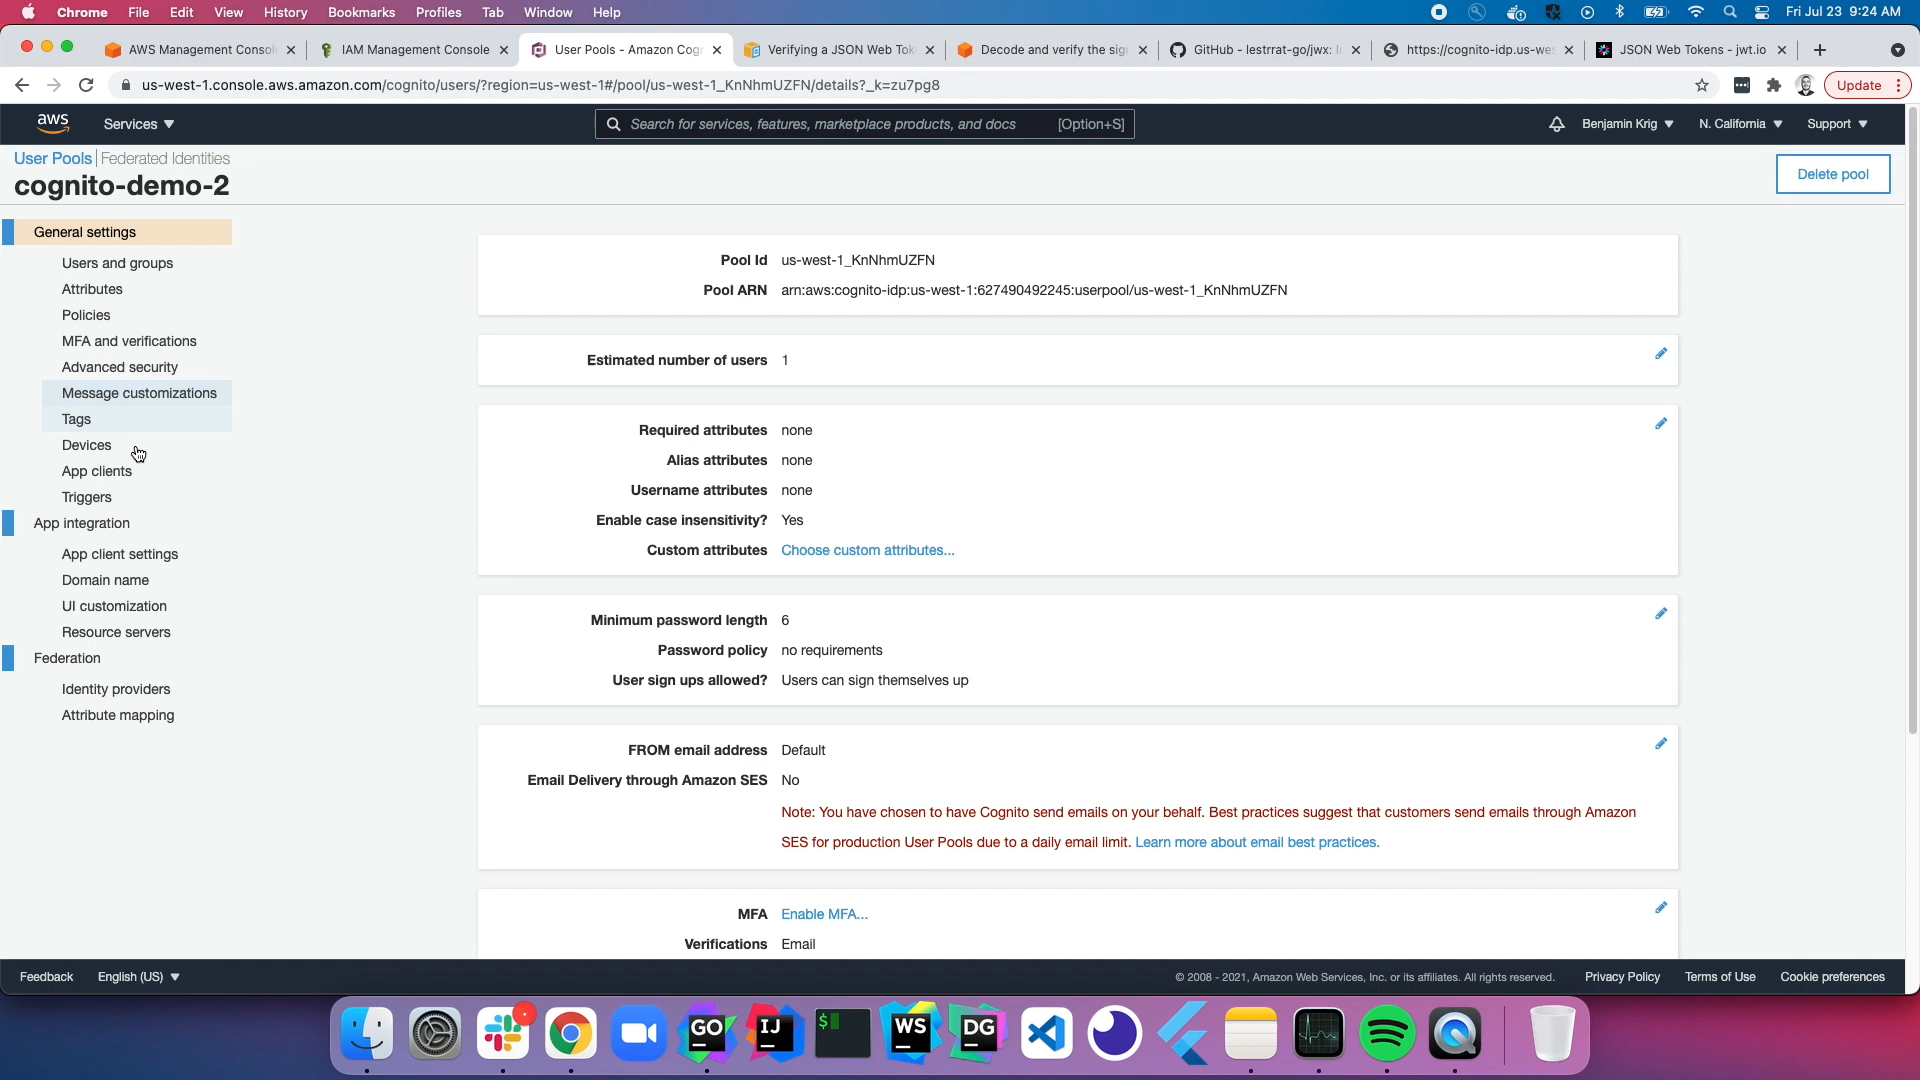 Chrome File Edit View History Bookmarks Profiles Tab Window Help Fri Jul 23 9:24 AM
AWS Management Consol IAM Management Console User Pools - Amazon Cog Verifying a JSON Web Tok Decode and verify the sig GitHub - lestrrat-go/jwx: I https://cognito-idp.us-wes JSON Web Tokens - jwt.io
us-west-1.console.aws.amazon.com/cognito/users/?region=us-west-1#/pool/us-west-1_KnNhmUZFN/details?_k=zu7pg8 Update
aws Services Search for services, features, marketplace products, and docs [Option+S] Benjamin Krig N. California Support
User Pools Federated Identities
cognito-demo-2
Delete pool
General settings
Users and groups
Attributes
Policies
MFA and verifications
Advanced security
Message customizations
Tags
Devices
App clients
Triggers
App integration
App client settings
Domain name
UI customization
Resource servers
Federation
Identity providers
Attribute mapping
Pool Id us-west-1_KnNhmUZFN
Pool ARN arn:aws:cognito-idp:us-west-1:627490492245:userpool/us-west-1_KnNhmUZFN
Estimated number of users 1
Required attributes none
Alias attributes none
Username attributes none
Enable case insensitivity? Yes
Custom attributes Choose custom attributes...
Minimum password length 6
Password policy no requirements
User sign ups allowed? Users can sign themselves up
FROM email address Default
Email Delivery through Amazon SES No
Note: You have chosen to have Cognito send emails on your behalf. Best practices suggest that customers send emails through Amazon
SES for production User Pools due to a daily email limit. Learn more about email best practices.
MFA Enable MFA...
Verifications Email
Feedback English (US) © 2008 - 2021, Amazon Web Services, Inc. or its affiliates. All rights reserved. Privacy Policy Terms of Use Cookie preferences
GO IJ $ WS DG